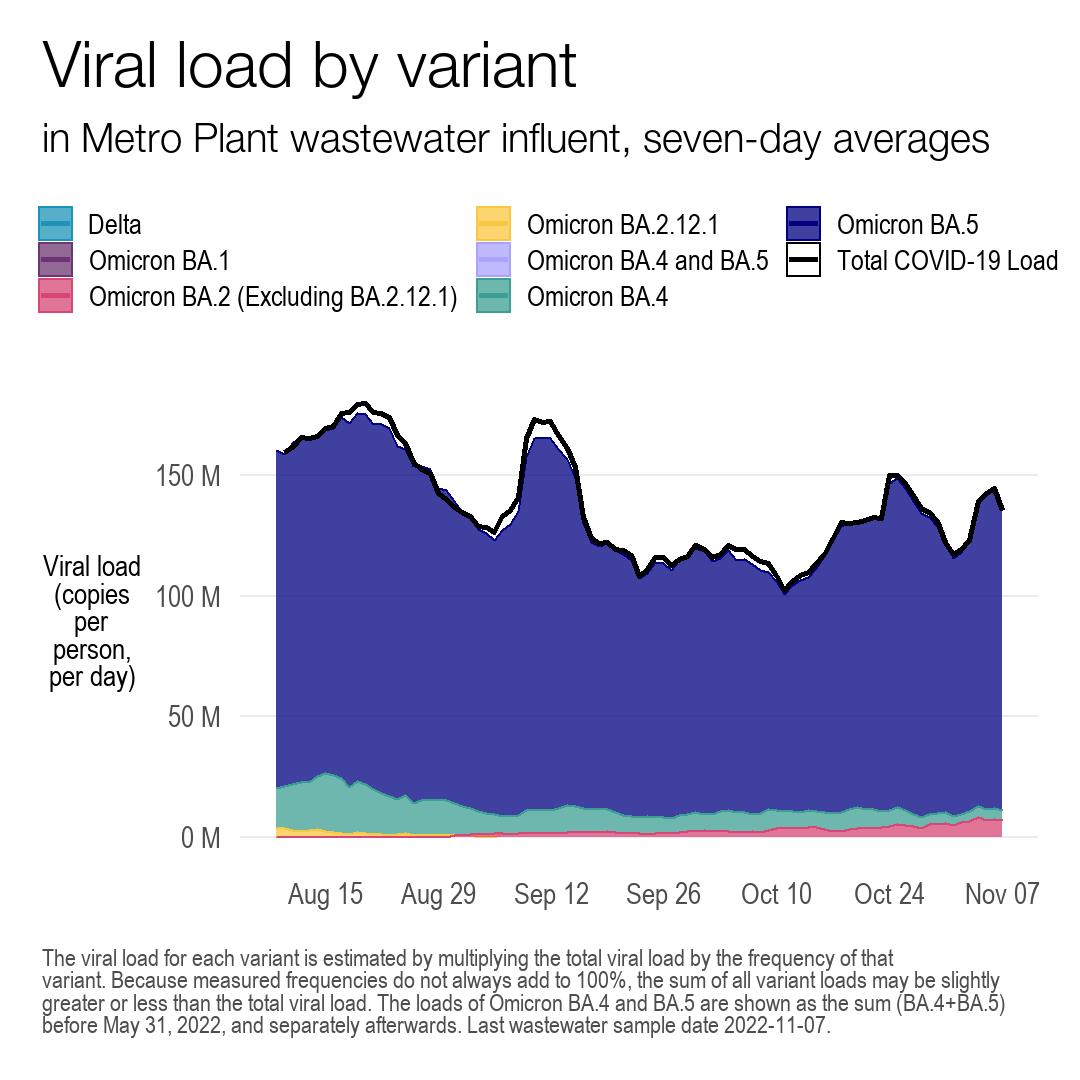 Viral load by variant
in Metro Plant wastewater influent, seven-day averages
Delta
Omicron BA.1
Omicron BA.2 (Excluding BA.2.12.1)
Omicron BA.2.12.1
Omicron BA.4 and BA.5
Omicron BA.4
Omicron BA.5
Total COVID-19 Load
Viral load
(copies
per
person,
per day)
150 M
100 M
50 M
0 M
Aug 15
Aug 29
Sep 12
Sep 26
Oct 10
Oct 24
Nov 07
The viral load for each variant is estimated by multiplying the total viral load by the frequency of that
variant. Because measured frequencies do not always add to 100%, the sum of all variant loads may be slightly
greater or less than the total viral load. The loads of Omicron BA.4 and BA.5 are shown as the sum (BA.4+BA.5)
before May 31, 2022, and separately afterwards. Last wastewater sample date 2022-11-07.